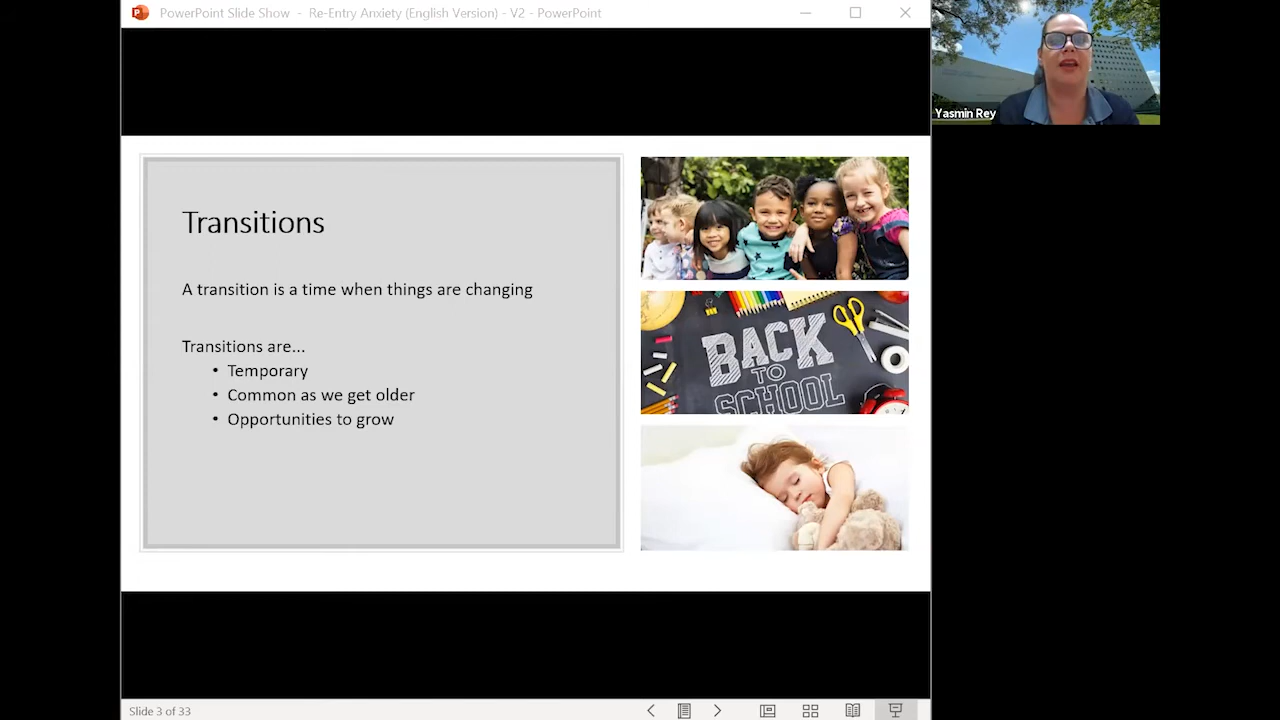 PowerPoint Slide Show - Re-Entry Anxiety (English Version) - V2 - PowerPoint
Yasmin Rey
Transitions
A transition is a time when things are changing
Transitions are...
• Temporary
• Common as we get older
• Opportunities to grow
BACK
TO
SCHOOL
Slide 3 of 33